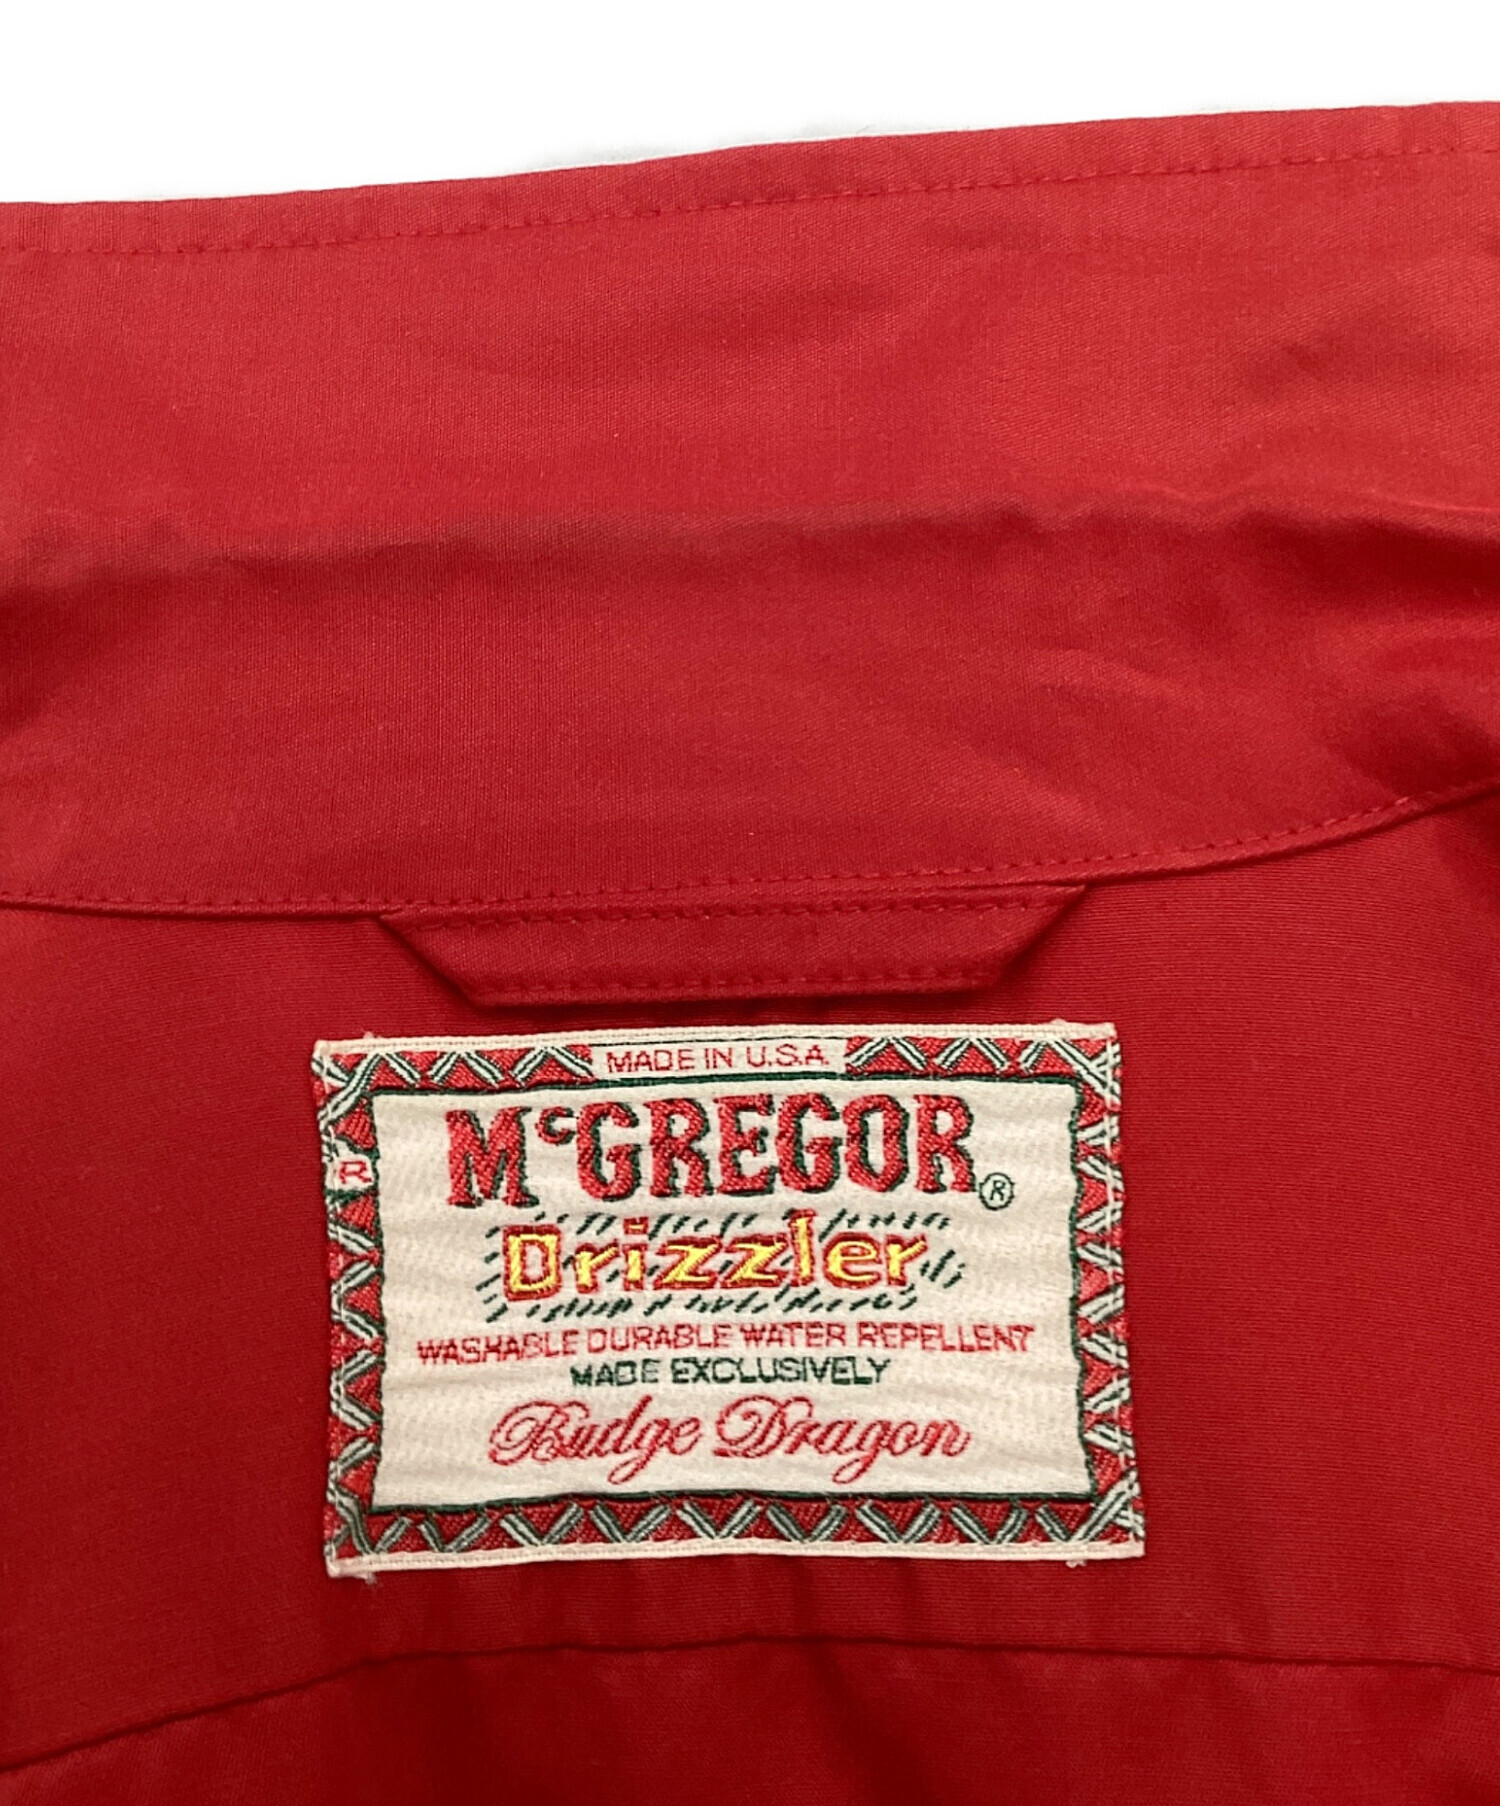 MADE IN U.S.A.
McGREGOR®
R
Drizzler
WASHABLE DURABLE WATER REPELLENT
MADE EXCLUSIVELY
Budge Dragon